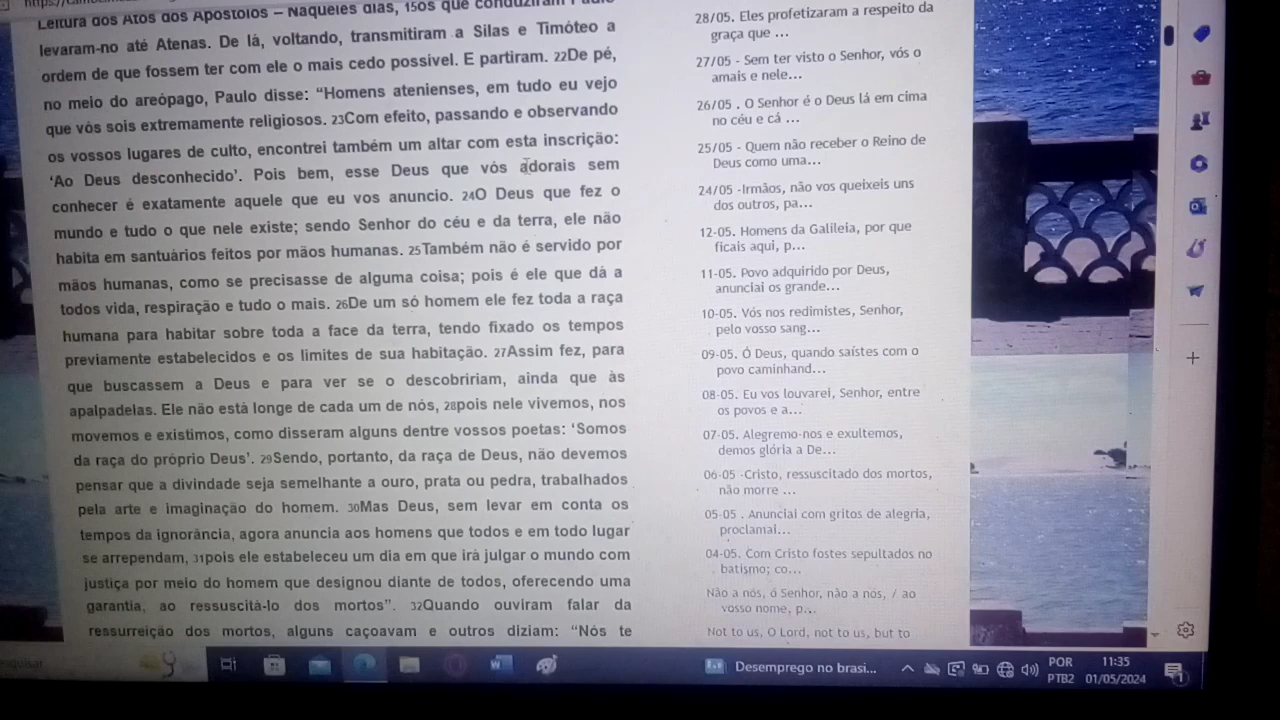 https://
Leitura dos Atos dos Apóstolos – Naqueles dias, 15os que conduziram Paulo
levaram-no até Atenas. De lá, voltando, transmitiram a Silas e Timóteo a
ordem de que fossem ter com ele o mais cedo possível. E partiram. 22De pé,
no meio do areópago, Paulo disse: “Homens atenienses, em tudo eu vejo
que vós sois extremamente religiosos. 23Com efeito, passando e observando
os vossos lugares de culto, encontrei também um altar com esta inscrição:
‘Ao Deus desconhecido’. Pois bem, esse Deus que vós adorais sem
conhecer é exatamente aquele que eu vos anuncio. 24O Deus que fez o
mundo e tudo o que nele existe; sendo Senhor do céu e da terra, ele não
habita em santuários feitos por mãos humanas. 25Também não é servido por
mãos humanas, como se precisasse de alguma coisa; pois é ele que dá a
todos vida, respiração e tudo o mais. 26De um só homem ele fez toda a raça
humana para habitar sobre toda a face da terra, tendo fixado os tempos
previamente estabelecidos e os limites de sua habitação. 27Assim fez, para
que buscassem a Deus e para ver se o descobririam, ainda que às
apalpadelas. Ele não está longe de cada um de nós, 28pois nele vivemos, nos
movemos e existimos, como disseram alguns dentre vossos poetas: ‘Somos
da raça do próprio Deus’. 29Sendo, portanto, da raça de Deus, não devemos
pensar que a divindade seja semelhante a ouro, prata ou pedra, trabalhados
pela arte e imaginação do homem. 30Mas Deus, sem levar em conta os
tempos da ignorância, agora anuncia aos homens que todos e em todo lugar
se arrependam, 31pois ele estabeleceu um dia em que irá julgar o mundo com
justiça por meio do homem que designou diante de todos, oferecendo uma
garantia, ao ressuscitá-lo dos mortos”. 32Quando ouviram falar da
ressurreição dos mortos, alguns caçoavam e outros diziam: “Nós te
28/05. Eles profetizaram a respeito da
graça que ...
27/05 - Sem ter visto o Senhor, vós o
amais e nele...
26/05 . O Senhor é o Deus lá em cima
no céu e cá ...
25/05 - Quem não receber o Reino de
Deus como uma...
24/05 -Irmãos, não vos queixeis uns
dos outros, pa...
12-05. Homens da Galileia, por que
ficais aqui, p...
11-05. Povo adquirido por Deus,
anunciai os grande...
10-05. Vós nos redimistes, Senhor,
pelo vosso sang...
09-05. Ó Deus, quando saístes com o
povo caminhand...
08-05. Eu vos louvarei, Senhor, entre
os povos e a...
07-05. Alegremo-nos e exultemos,
demos glória a De...
06-05 -Cristo, ressuscitado dos mortos,
não morre ...
05-05 . Anunciai com gritos de alegria,
proclamai...
04-05. Com Cristo fostes sepultados no
batismo; co...
Não a nós, ó Senhor, não a nós, / ao
vosso nome, p...
Not to us, O Lord, not to us, but to
Desemprego no brasi...
POR
PTB2
11:35
01/05/2024
1